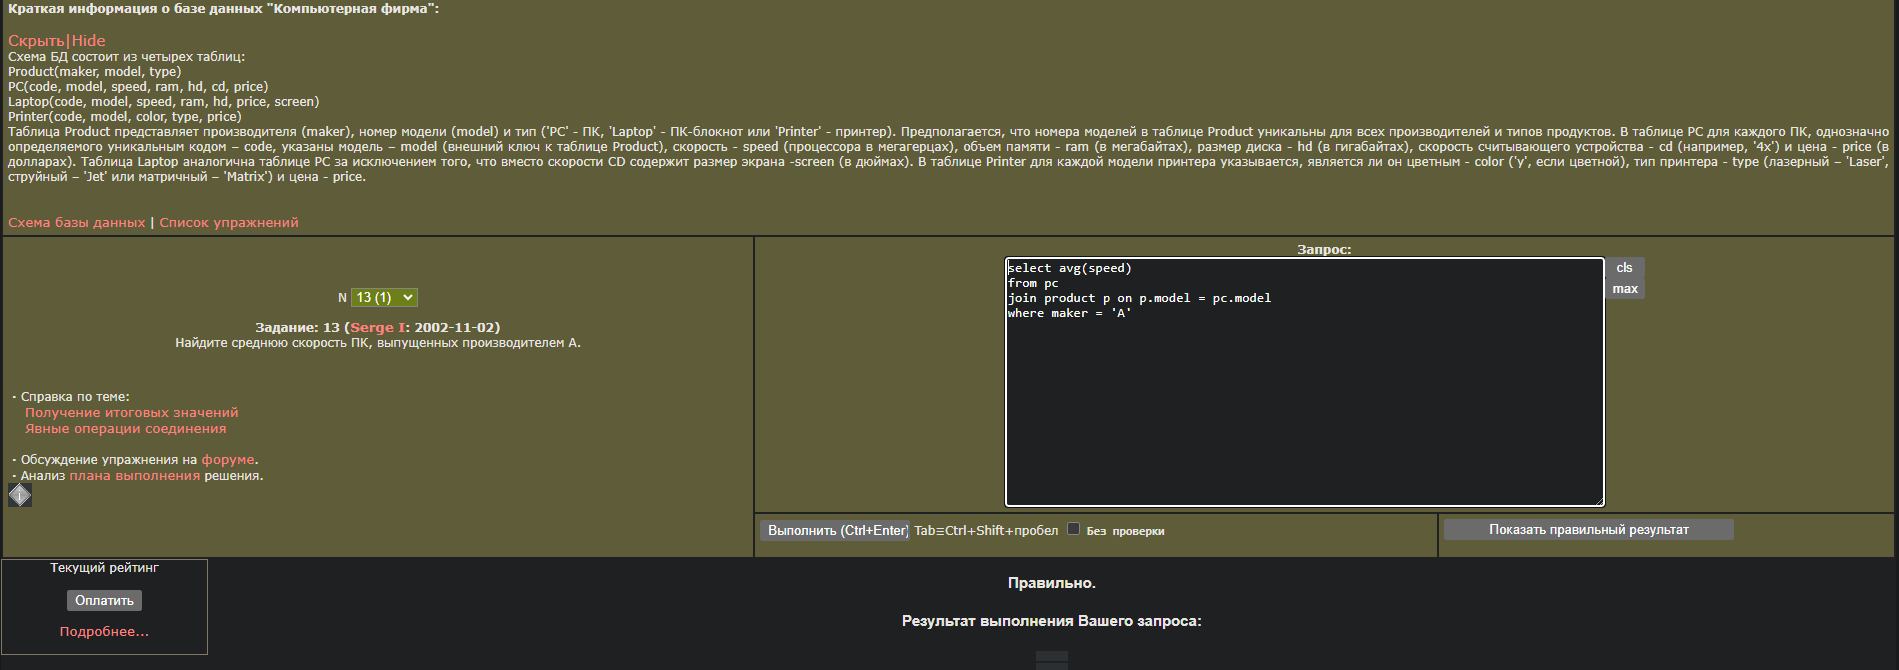 Краткая информация о базе данных "Компьютерная фирма":
Скрыть|Hide
Схема БД состоит из четырех таблиц:
Product(maker, model, type)
PC(code, model, speed, ram, hd, cd, price)
Laptop(code, model, speed, ram, hd, price, screen)
Printer(code, model, color, type, price)
Таблица Product представляет производителя (maker), номер модели (model) и тип ('PC' - ПК, 'Laptop' - ПК-блокнот или 'Printer' - принтер). Предполагается, что номера моделей в таблице Product уникальны для всех производителей и типов продуктов. В таблице PC для каждого ПК, однозначно
определяемого уникальным кодом – code, указаны модель – model (внешний ключ к таблице Product), скорость - speed (процессора в мегагерцах), объем памяти - ram (в мегабайтах), размер диска - hd (в гигабайтах), скорость считывающего устройства - cd (например, '4x') и цена - price (в
долларах). Таблица Laptop аналогична таблице РС за исключением того, что вместо скорости CD содержит размер экрана -screen (в дюймах). В таблице Printer для каждой модели принтера указывается, является ли он цветным - color ('y', если цветной), тип принтера - type (лазерный – 'Laser',
струйный – 'Jet' или матричный – 'Matrix') и цена - price.
Схема базы данных | Список упражнений
N 13 (1)
Задание: 13 (Serge I: 2002-11-02)
Найдите среднюю скорость ПК, выпущенных производителем A.
• Справка по теме:
Получение итоговых значений
Явные операции соединения
• Обсуждение упражнения на форуме.
• Анализ плана выполнения решения.
i
Запрос:
select avg(speed)
from pc
join product p on p.model = pc.model
where maker = 'A'
cls
max
Выполнить (Ctrl+Enter) Tab≡Ctrl+Shift+пробел Без проверки
Показать правильный результат
Текущий рейтинг
Оплатить
Подробнее...
Правильно.
Результат выполнения Вашего запроса: